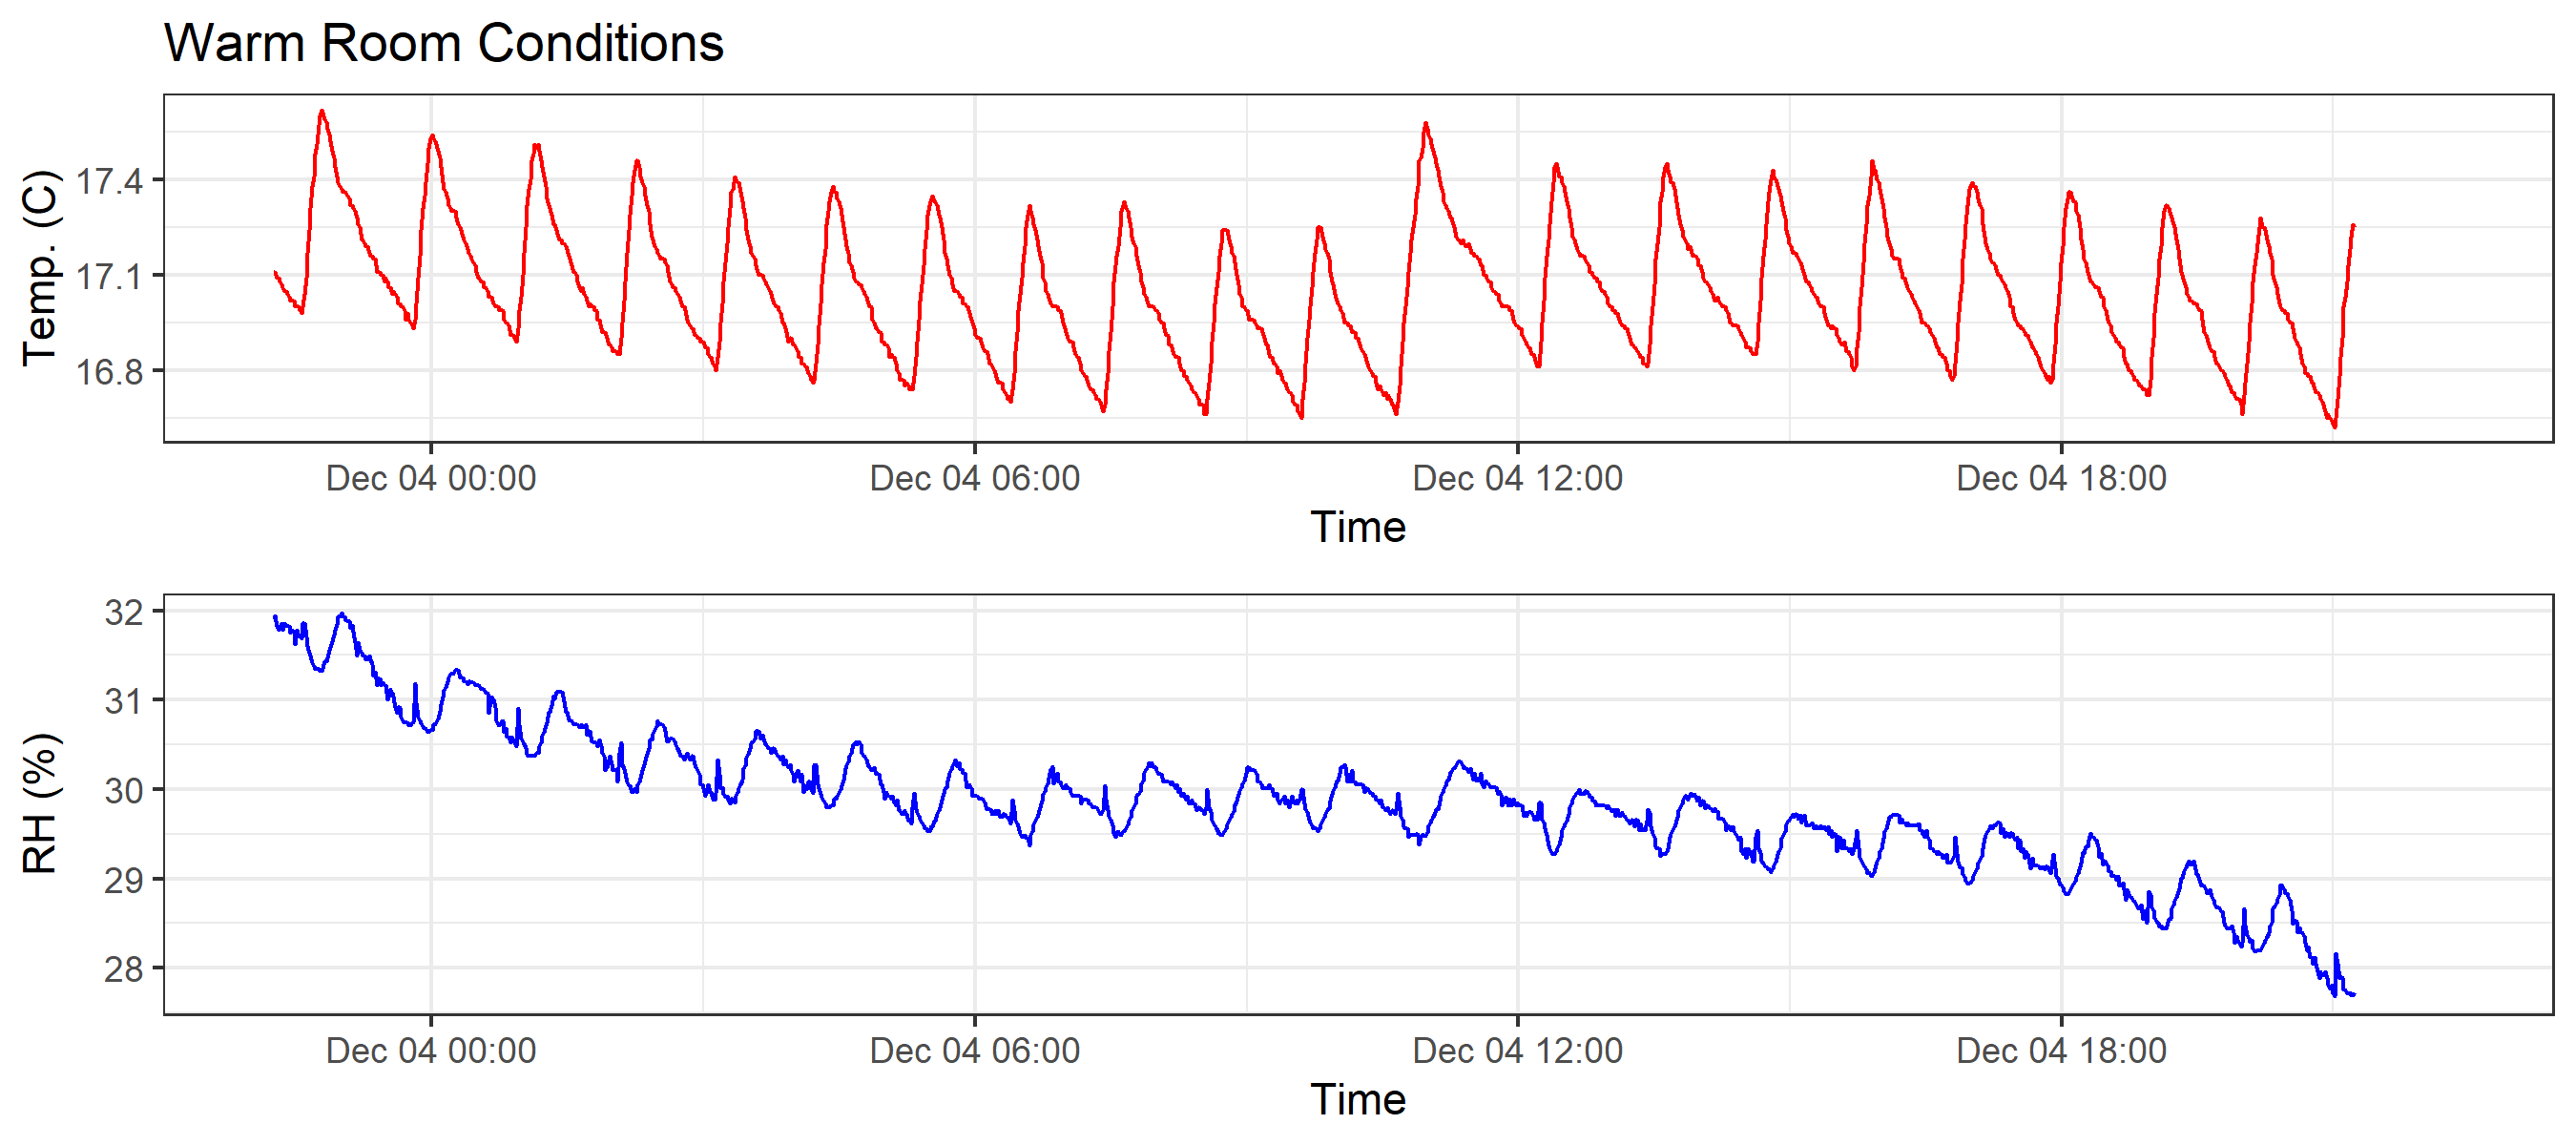 Warm Room Conditions
Temp. (C)
17.4
17.1
16.8
Dec 04 00:00 Dec 04 06:00 Dec 04 12:00 Dec 04 18:00
Time
RH (%)
32
31
30
29
28
Dec 04 00:00 Dec 04 06:00 Dec 04 12:00 Dec 04 18:00
Time